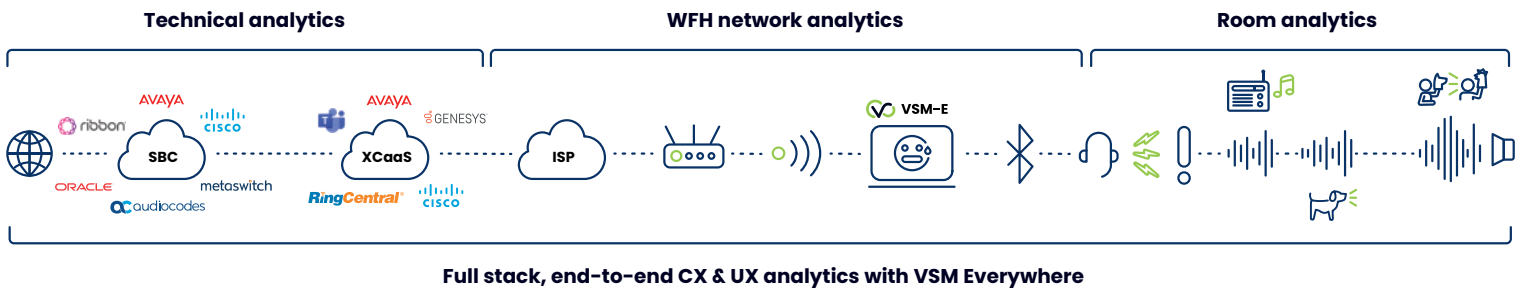 Technical analytics
WFH network analytics
Room analytics
AVAYA
ribbon
CISCO
SBC
ORACLE
metaswitch
audiocodes
AVAYA
GENESYS
XCaaS
RingCentral
CISCO
ISP
VSM-E
Full stack, end-to-end CX & UX analytics with VSM Everywhere